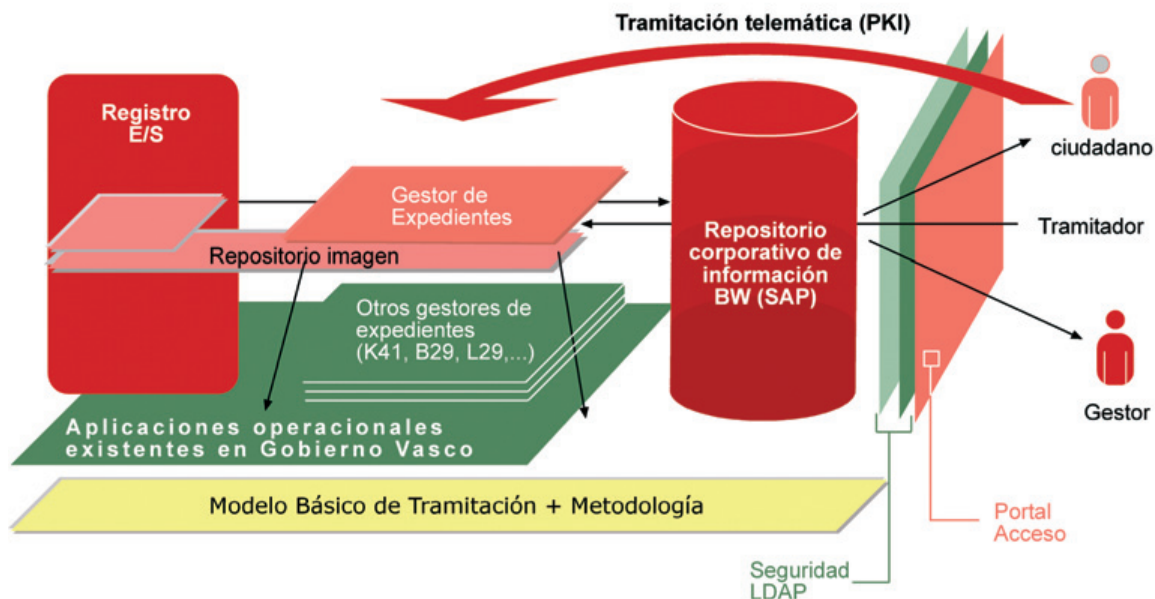 Tramitación telemática (PKI)
Registro
E/S
ciudadano
Gestor de
Expedientes
Tramitador
Repositorio
corporativo de
información
BW (SAP)
Repositorio imagen
Otros gestores de
expedientes
(K41, B29, L29,...)
Gestor
Aplicaciones operacionales
existentes en Gobierno Vasco
Modelo Básico de Tramitación + Metodología
Portal
Acceso
Seguridad
LDAP